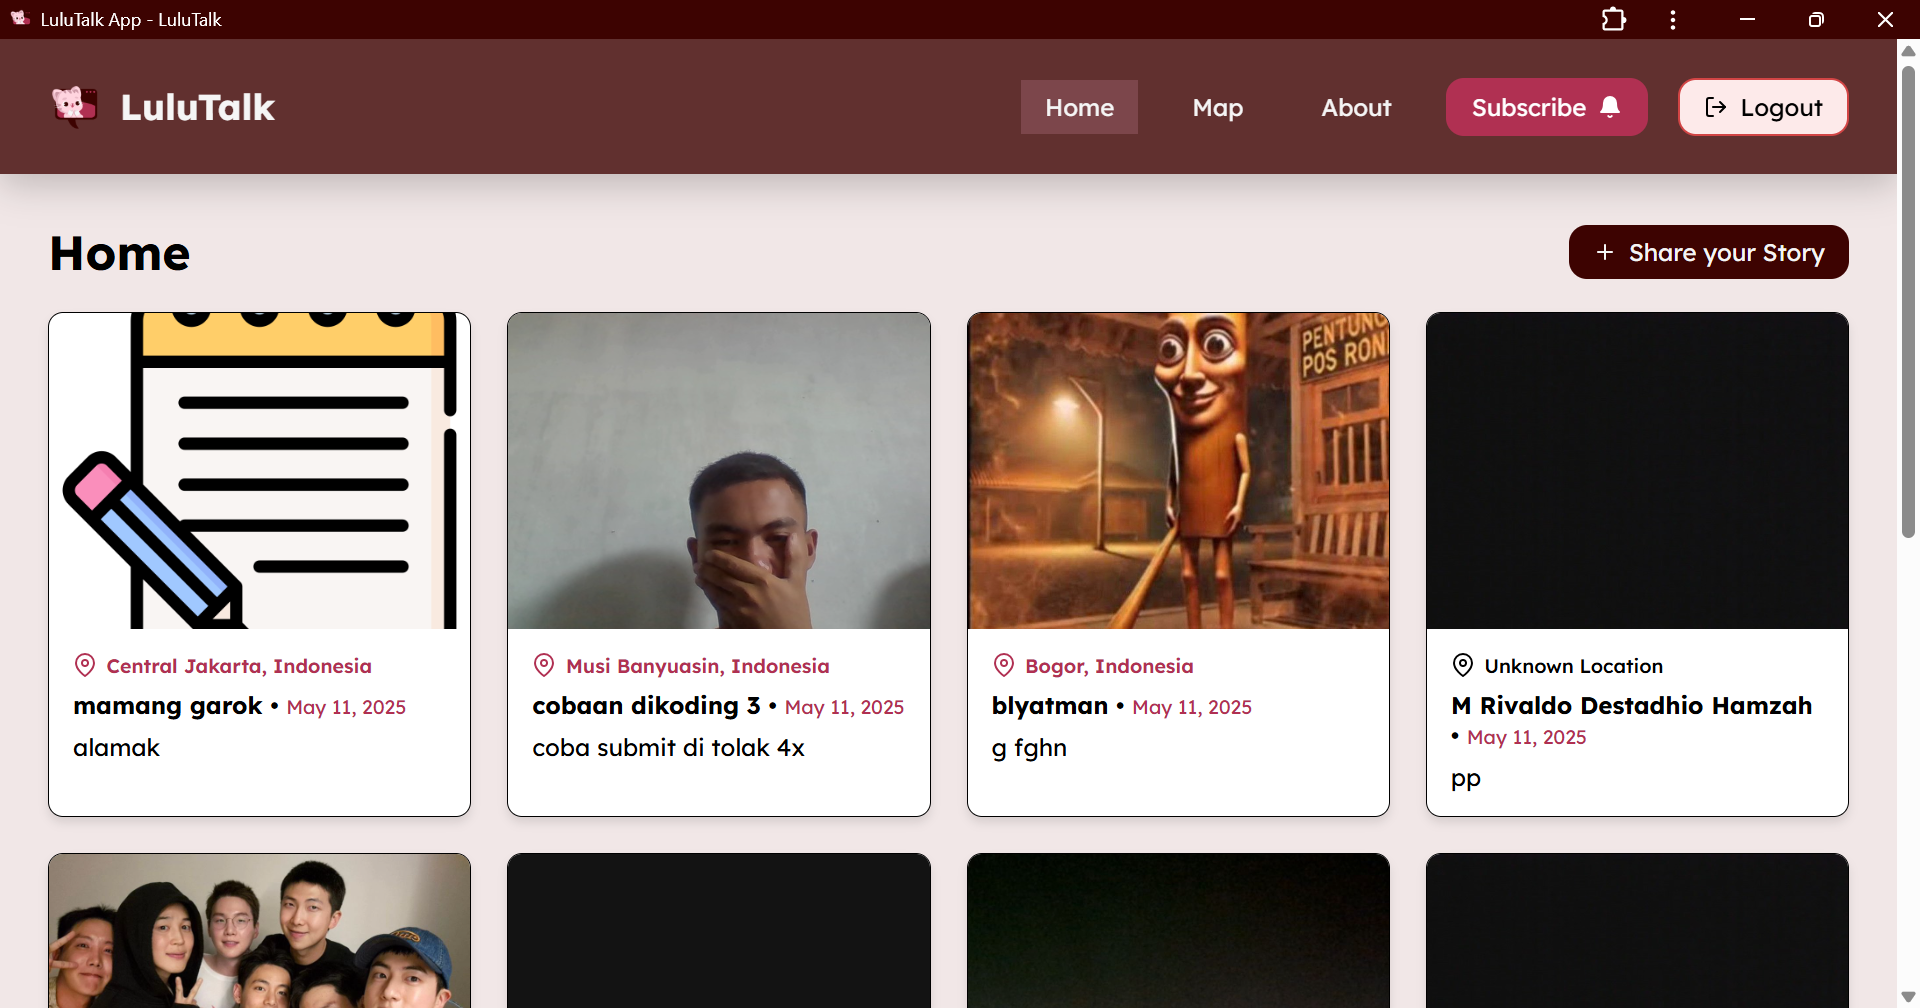 LuluTalk App - LuluTalk
LuluTalk
Home
Map
About
Subscribe
Logout
Home
+ Share your Story
PENTUNG
POS RON
Central Jakarta, Indonesia
mamang garok • May 11, 2025
alamak
Musi Banyuasin, Indonesia
cobaan dikoding 3 • May 11, 2025
coba submit di tolak 4x
Bogor, Indonesia
blyatman • May 11, 2025
g fghn
Unknown Location
M Rivaldo Destadhio Hamzah
• May 11, 2025
pp